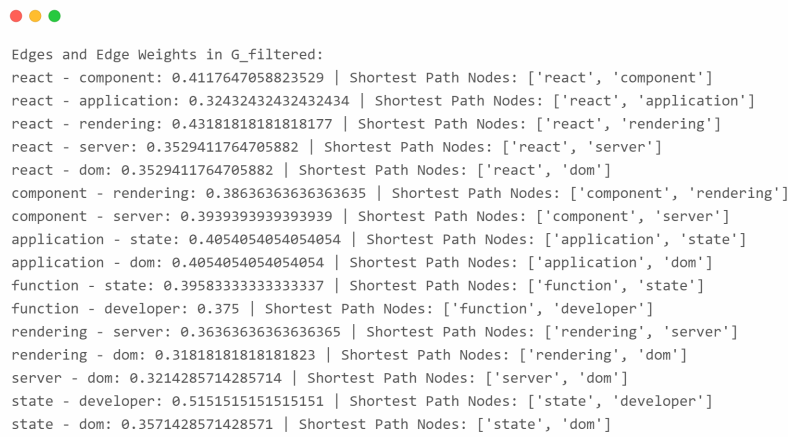 Edges and Edge Weights in G_filtered:
react - component: 0.4117647058823529 | Shortest Path Nodes: ['react', 'component']
react - application: 0.32432432432432434 | Shortest Path Nodes: ['react', 'application']
react - rendering: 0.43181818181818177 | Shortest Path Nodes: ['react', 'rendering']
react - server: 0.3529411764705882 | Shortest Path Nodes: ['react', 'server']
react - dom: 0.3529411764705882 | Shortest Path Nodes: ['react', 'dom']
component - rendering: 0.38636363636363635 | Shortest Path Nodes: ['component', 'rendering']
component - server: 0.3939393939393939 | Shortest Path Nodes: ['component', 'server']
application - state: 0.4054054054054054 | Shortest Path Nodes: ['application', 'state']
application - dom: 0.4054054054054054 | Shortest Path Nodes: ['application', 'dom']
function - state: 0.39583333333333337 | Shortest Path Nodes: ['function', 'state']
function - developer: 0.375 | Shortest Path Nodes: ['function', 'developer']
rendering - server: 0.36363636363636365 | Shortest Path Nodes: ['rendering', 'server']
rendering - dom: 0.31818181818181823 | Shortest Path Nodes: ['rendering', 'dom']
server - dom: 0.3214285714285714 | Shortest Path Nodes: ['server', 'dom']
state - developer: 0.5151515151515151 | Shortest Path Nodes: ['state', 'developer']
state - dom: 0.3571428571428571 | Shortest Path Nodes: ['state', 'dom']